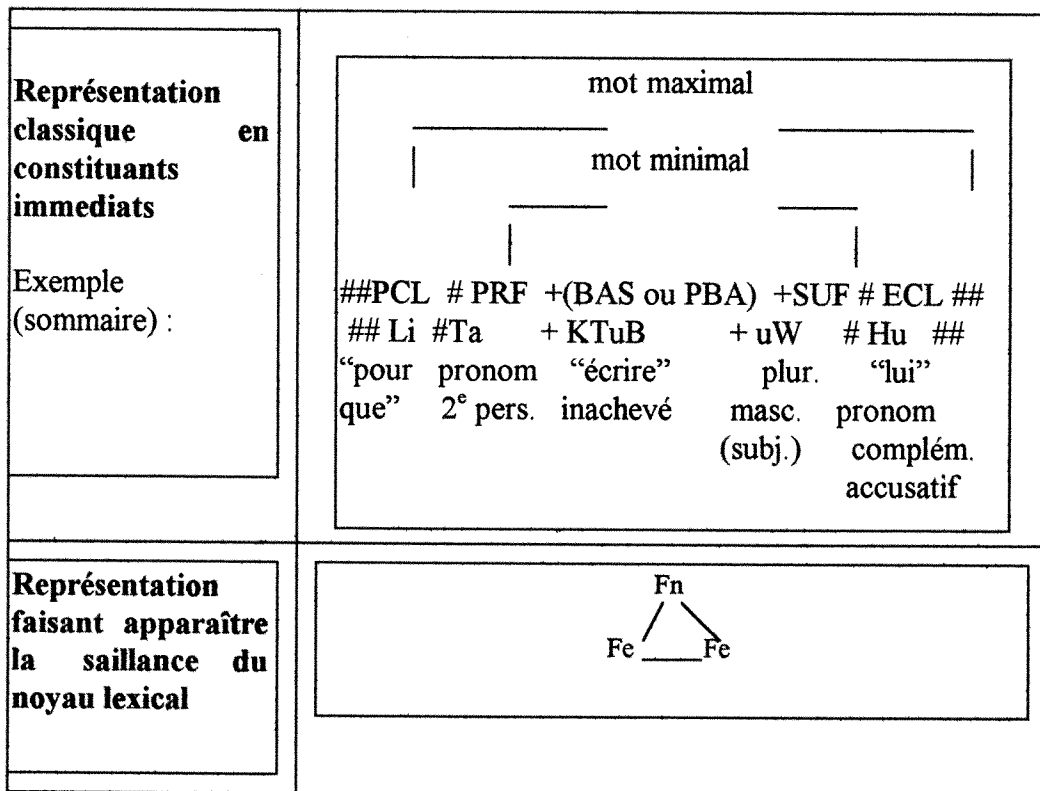 Représentation
classique en
constituants
immediats
Exemple
(sommaire) :
mot maximal
mot minimal
##PCL # PRF +(BAS ou PBA) +SUF # ECL ##
## Li #Ta + KTuB + uW # Hu ##
“pour pronom “écrire” plur. “lui”
que” 2e pers. inachevé masc. pronom
(subj.) complém.
accusatif
Représentation
faisant apparaître
la saillance du
noyau lexical
Fn
Fe Fe